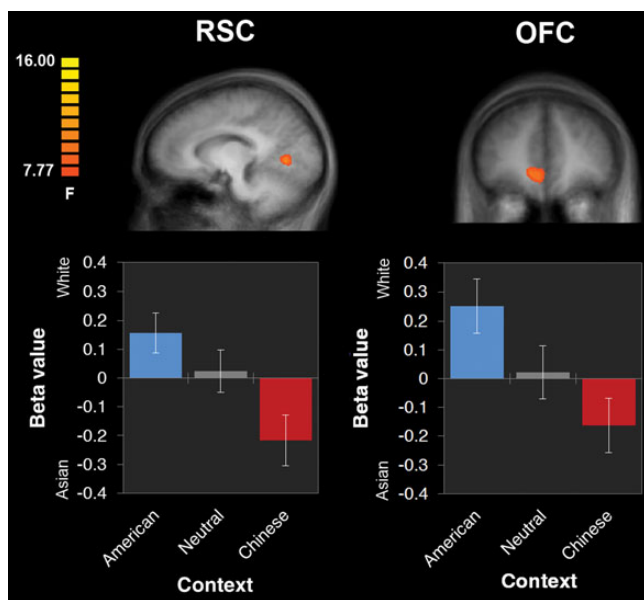 RSC
OFC
16.00
7.77
F
0.4
0.3
0.2
0.1
0
-0.1
-0.2
-0.3
-0.4
White
Beta value
Asian
American
Neutral
Chinese
Context
0.4
0.3
0.2
0.1
0
-0.1
-0.2
-0.3
-0.4
White
Beta value
Asian
American
Neutral
Chinese
Context